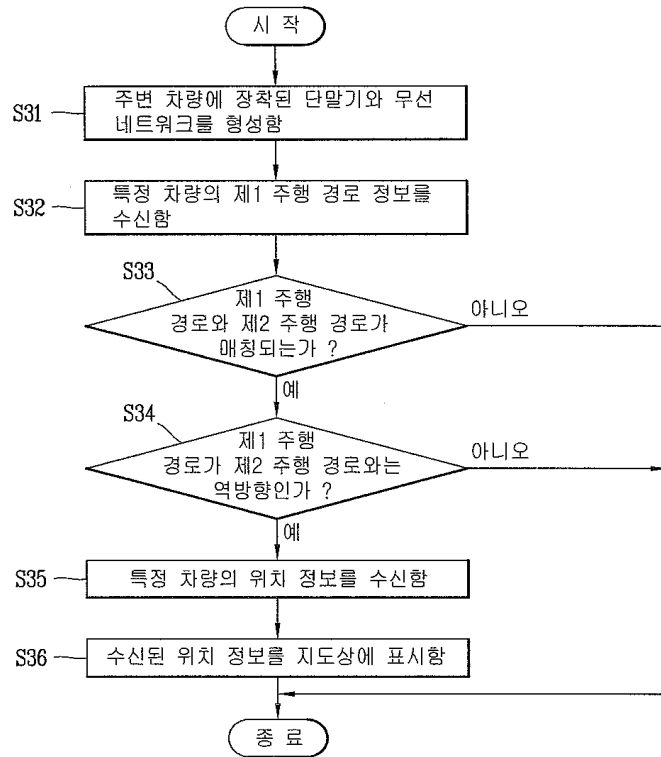 시 작
S31
주변 차량에 장착된 단말기와 무선
네트워크를 형성함
S32
특정 차량의 제1 주행 경로 정보를
수신함
S33
제1 주행
경로와 제2 주행 경로가
매칭되는가 ?
아니오
예
S34
제1 주행
경로가 제2 주행 경로와는
역방향인가 ?
아니오
예
S35
특정 차량의 위치 정보를 수신함
S36
수신된 위치 정보를 지도상에 표시함
종 료